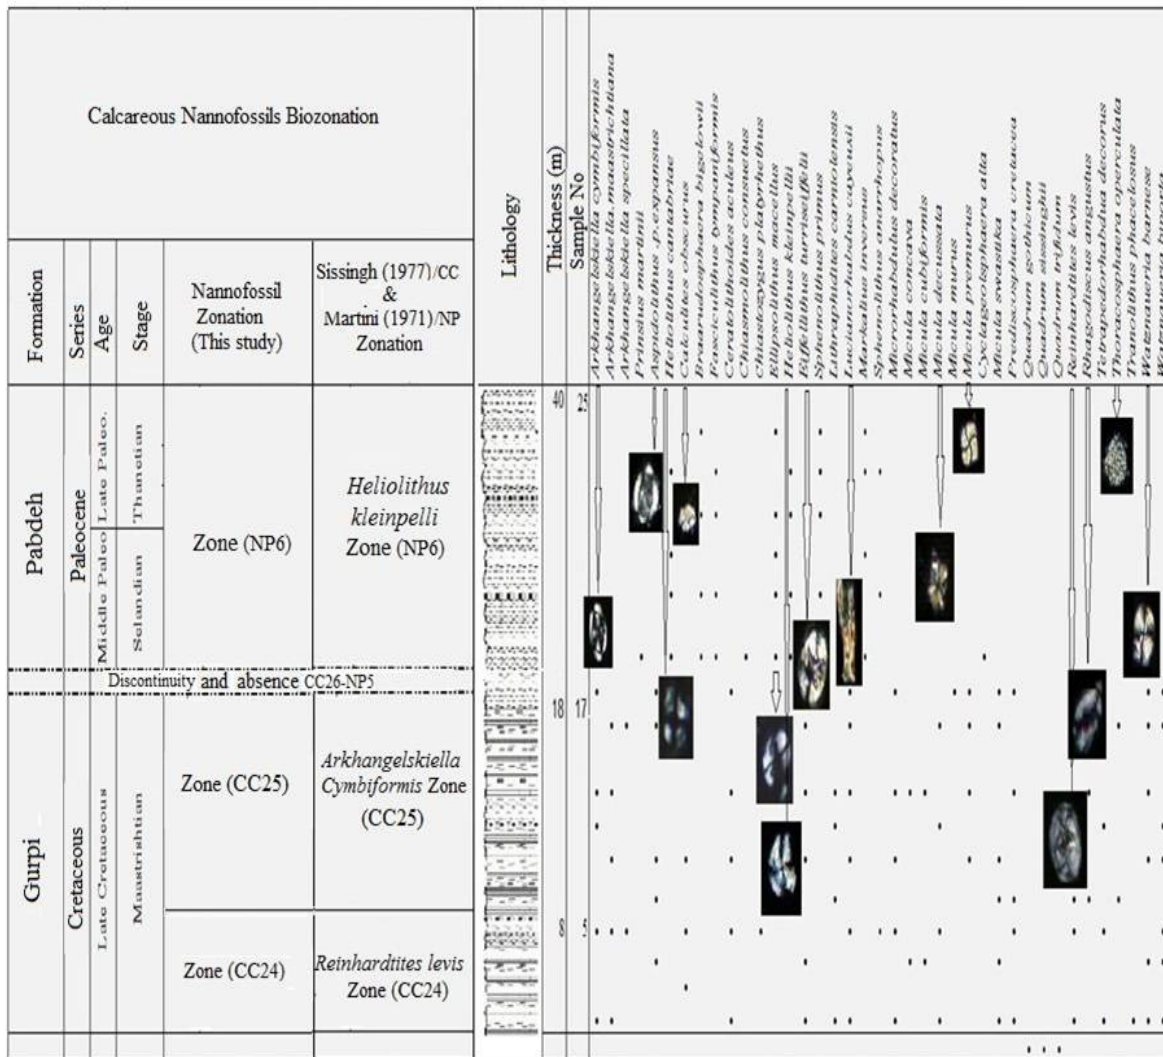 Calcareous Nannofossils Biozonation
Formation
Series
Age
Stage
Nannofossil
Zonation
(This study)
Sissingh (1977)/CC
&
Martini (1971)/NP
Zonation
Lithology
Thickness (m)
Sample No
Arkhangelskiella cymbiformis
Arkhangelskiella.maastrichtiana
Arkhangelskiella specillata
Prinsius martinii
Aspidolithus .p.expansus
Heliolithus cantabriae
Calculites obscurus
Braarudosphaera bigelowii
Fasciculithus tympaniformis
Ceratolithoides aculeus
Chiasmolithus consuetus
chiastozygus platyrhethus
Ellipsolithus macellus
Heliolithus kleinpellii
Eiffellithus turriseiffelii
Sphenolithus primus
Lithraphidites carniolensis
Lucianorhabdus cayeuxii
Markalius inversus
Sphenolithus anarrhopus
Microrhabdulus decoratus
Micula concava
Micula cubiformis
Micula decussata
Micula murus
Micula premurus
Cyclagelosphaera alta
Micula swastika
Prediscosphaera cretacea
Quadrum gothicum
Quadrum sissinghii
Quadrum trifidum
Reinhardtites levis
Rhagodiscus angustus
Tetrapodorhabdua decorus
Thoracosphaera operculata
Tranolithus phacelosus
Watznaueria barnese
Pabdeh
Paleocene
Late Paleo.
Thanetian
Middle Paleo
Selandian
Zone (NP6)
Heliolithus
kleinpelli
Zone (NP6)
40
25
Discontinuity and absence CC26-NP5
18
17
Gurpi
Cretaceous
Late Cretaceous
Maastrishtian
Zone (CC25)
Arkhangelskiella
Cymbiformis Zone
(CC25)
8
5
Zone (CC24)
Reinhardtites levis
Zone (CC24)